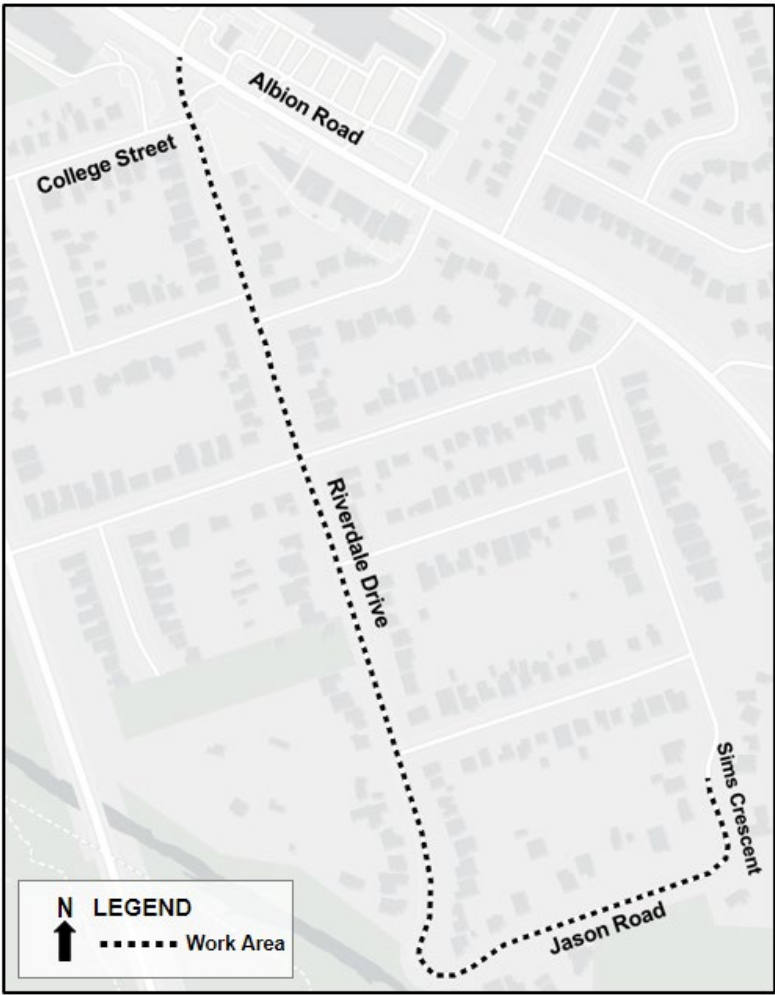 Albion Road
College Street
Riverdale Drive
Sims Crescent
Jason Road
N LEGEND
Work Area